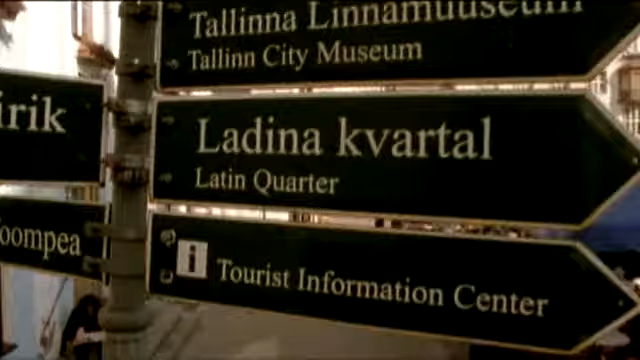 Tallinna Linnamuuseum
Tallinn City Museum
irik
Ladina kvartal
Latin Quarter
oompea
i Tourist Information Center